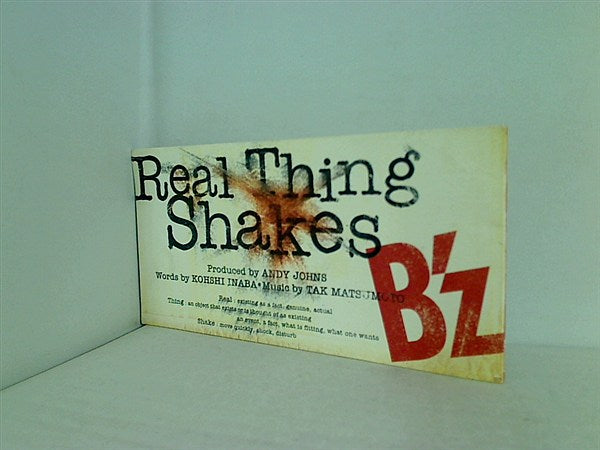 Real Thing
Shakes
B'z
Produced by ANDY JOHNS
Words by KOHSHI INABA • Music by TAK MATSUMOTO
Real : existing as a fact, genuine, actual
Thing : an object that exists or is thought of as existing
an event, a fact, what is fitting, what one wants
Shake : move quickly, shock, disturb